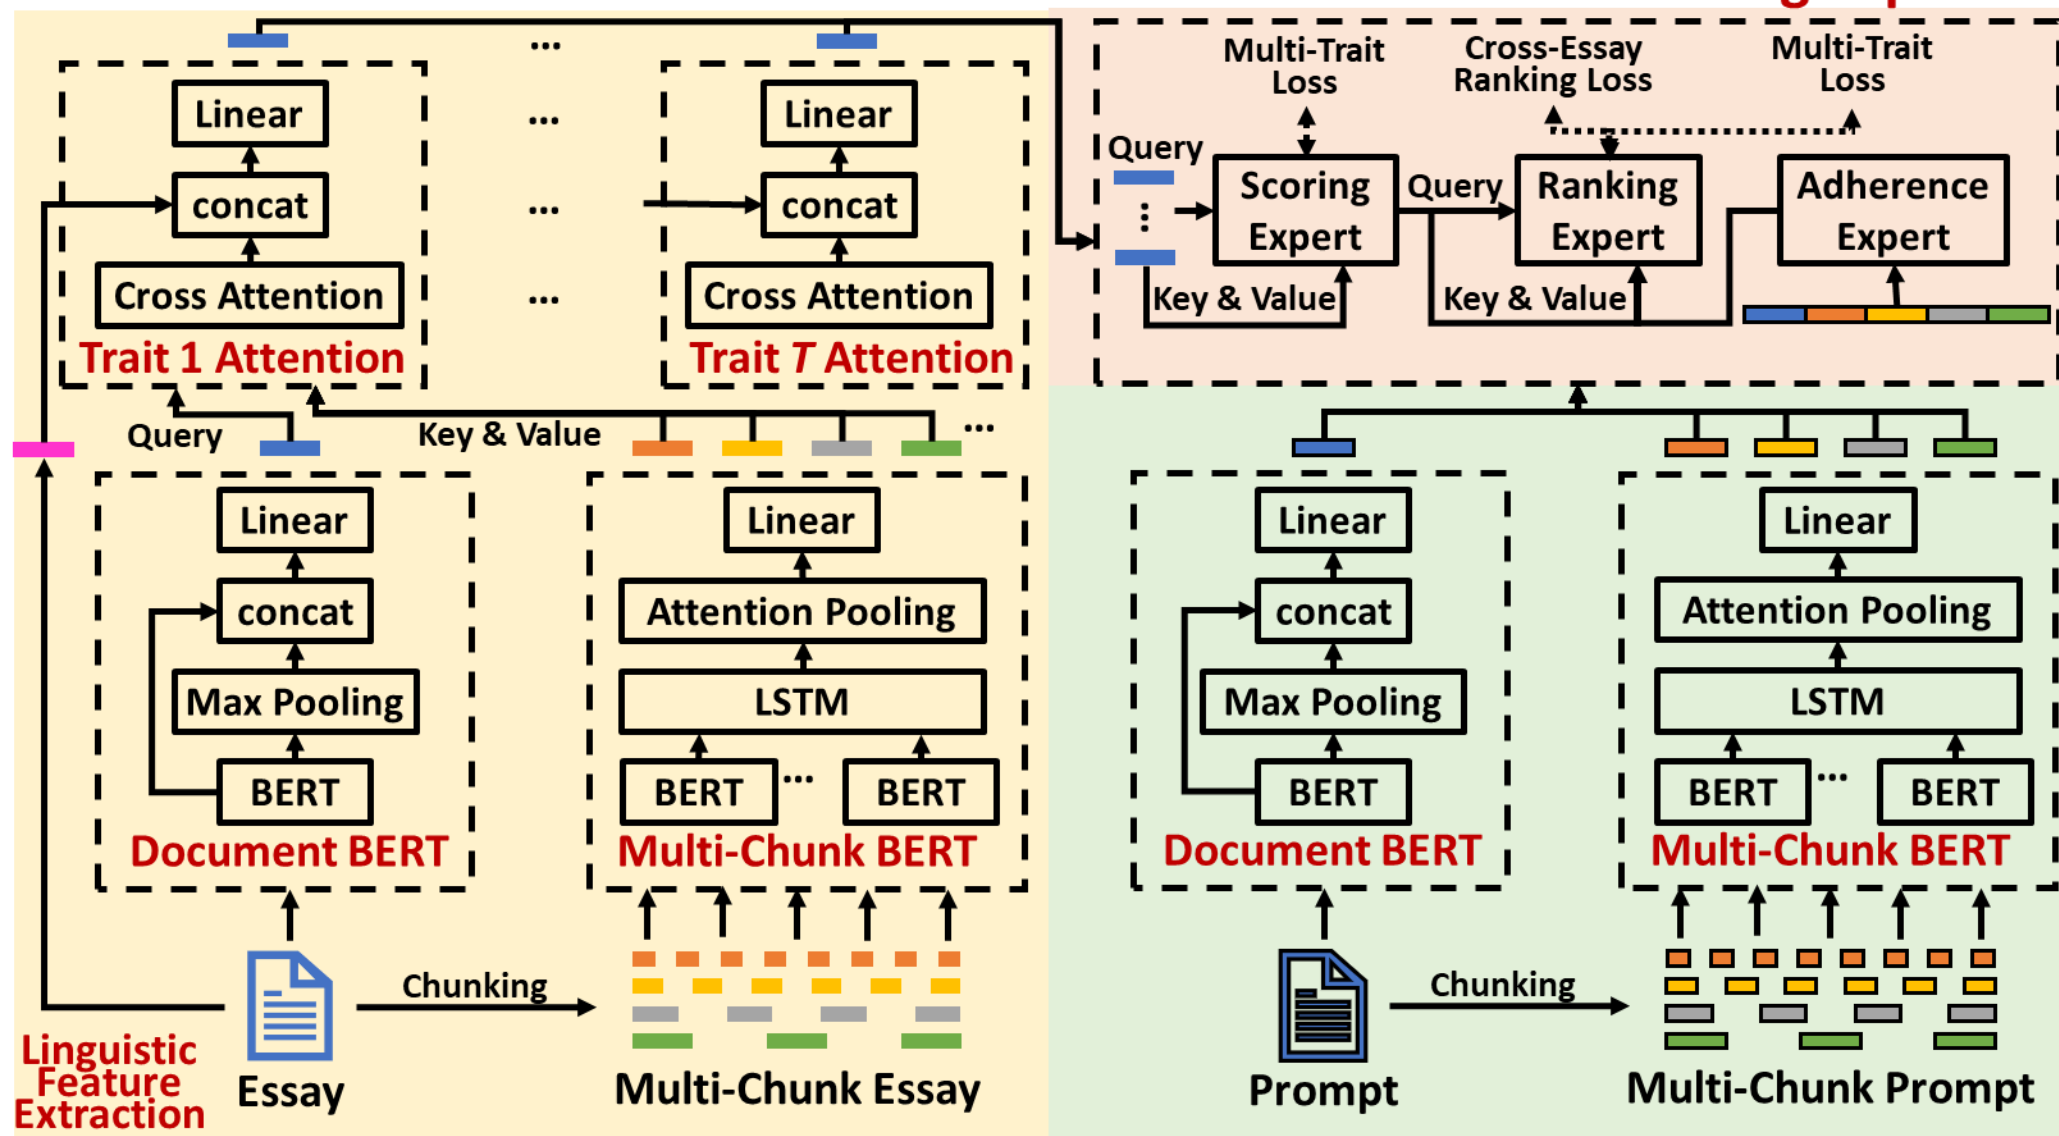 Linear
...
Linear
concat
...
concat
Cross Attention
...
Cross Attention
Trait 1 Attention
...
Trait T Attention
Query
Key & Value
...
Linear
concat
Max Pooling
BERT
Document BERT
Linear
Attention Pooling
LSTM
BERT
...
BERT
Multi-Chunk BERT
Chunking
Linguistic
Feature
Extraction
Essay
Multi-Chunk Essay
Multi-Trait
Loss
Cross-Essay
Ranking Loss
Multi-Trait
Loss
Query
Scoring
Expert
Query
Ranking
Expert
Adherence
Expert
Key & Value
Key & Value
Linear
concat
Max Pooling
BERT
Document BERT
Linear
Attention Pooling
LSTM
BERT
...
BERT
Multi-Chunk BERT
Chunking
Prompt
Multi-Chunk Prompt